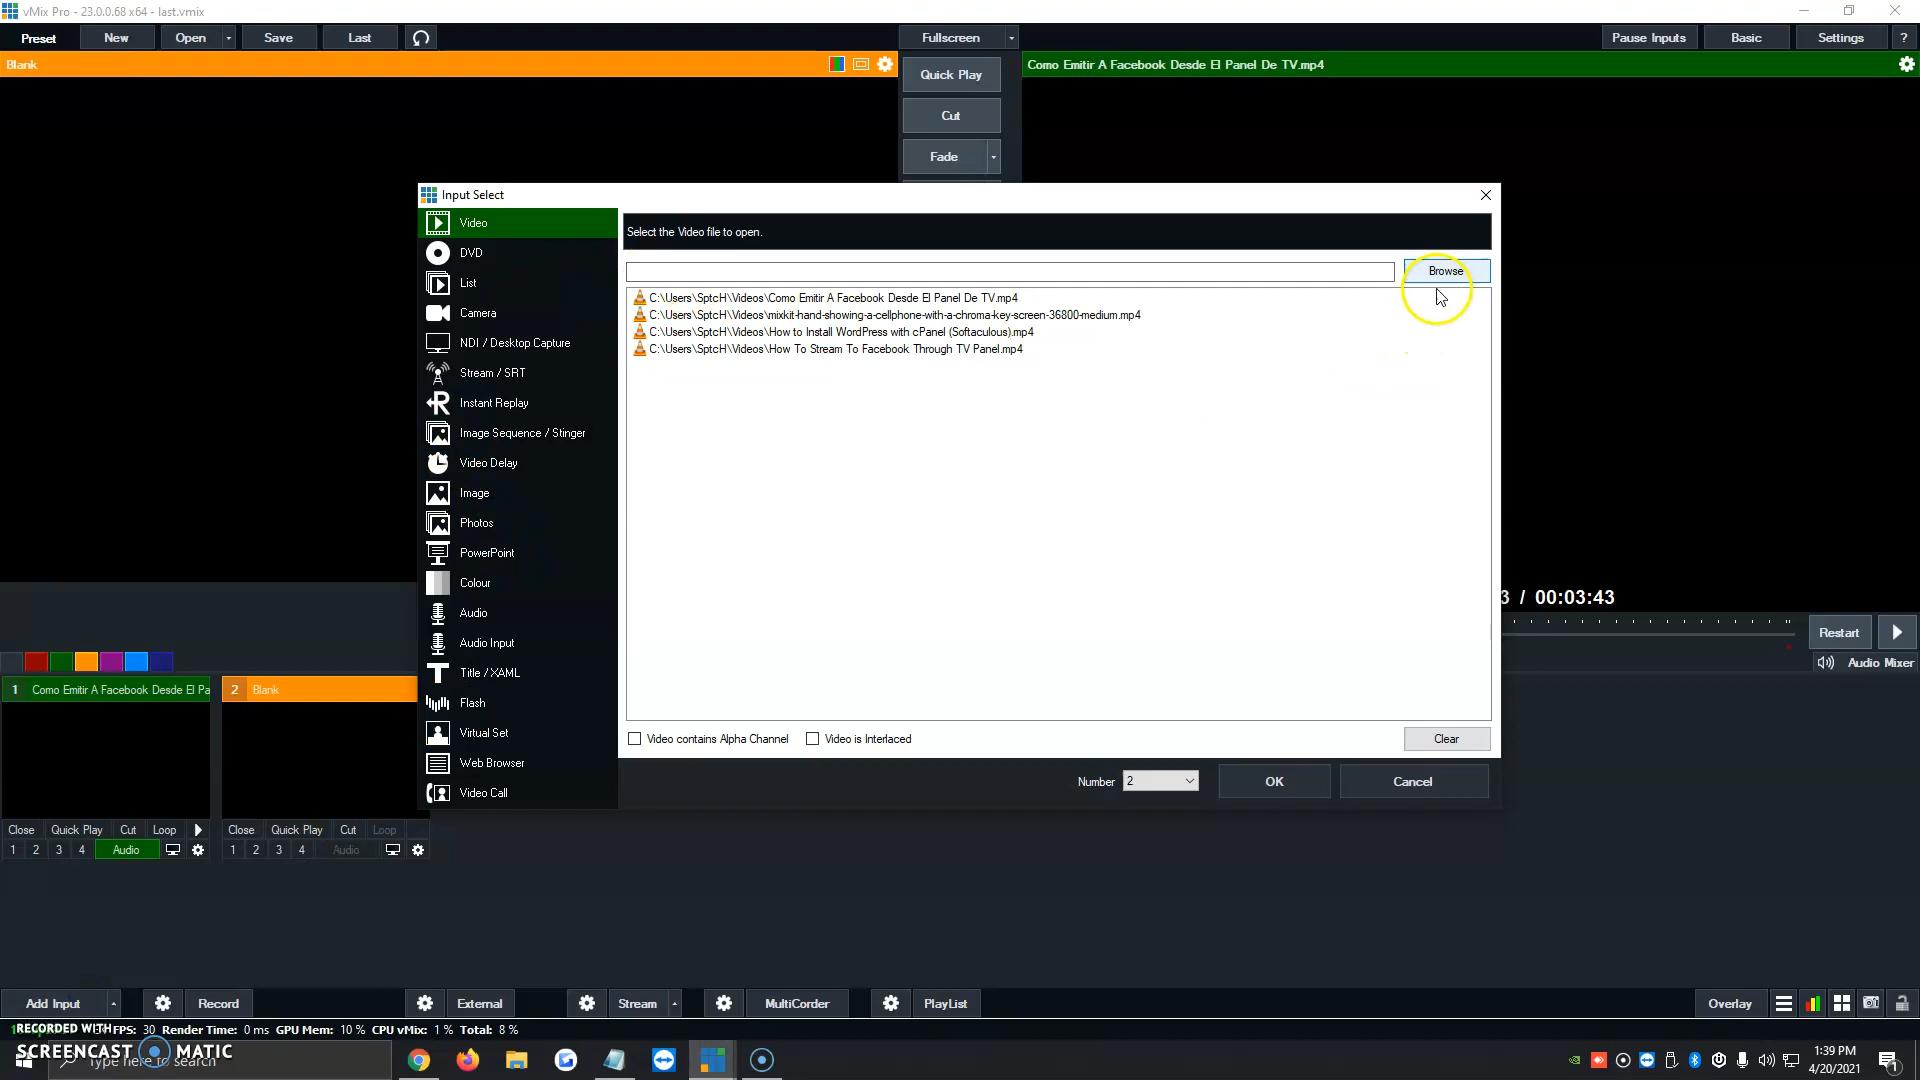 vMix Pro - 23.0.0.68 x64 - last.vmix
Preset New Open Save Last Fullscreen Pause Inputs Basic Settings ?
Blank
Como Emitir A Facebook Desde El Panel De TV.mp4
Quick Play
Cut
Fade
Input Select
Video
DVD
List
Camera
NDI / Desktop Capture
Stream / SRT
Instant Replay
Image Sequence / Stinger
Video Delay
Image
Photos
PowerPoint
Colour
Audio
Audio Input
Title / XAML
Flash
Virtual Set
Web Browser
Video Call
Select the Video file to open.
Browse
C:\Users\SptcH\Videos\Como Emitir A Facebook Desde El Panel De TV.mp4
C:\Users\SptcH\Videos\mixkit-hand-showing-a-cellphone-with-a-chroma-key-screen-36800-medium.mp4
C:\Users\SptcH\Videos\How to Install WordPress with cPanel (Softaculous).mp4
C:\Users\SptcH\Videos\How To Stream To Facebook Through TV Panel.mp4
Video contains Alpha Channel Video is Interlaced Clear
Number 2 OK Cancel
3 / 00:03:43
Restart
Audio Mixer
1 Como Emitir A Facebook Desde El Pa
2 Blank
Close Quick Play Cut Loop
1 2 3 4 Audio
Close Quick Play Cut Loop
1 2 3 4 Audio
Add Input Record External Stream MultiCorder PlayList Overlay
FPS: 30 Render Time: 0 ms GPU Mem: 10 % CPU vMix: 1 % Total: 8 %
RECORDED WITH
SCREENCAST MATIC
Type here to search
1:39 PM
4/20/2021
1